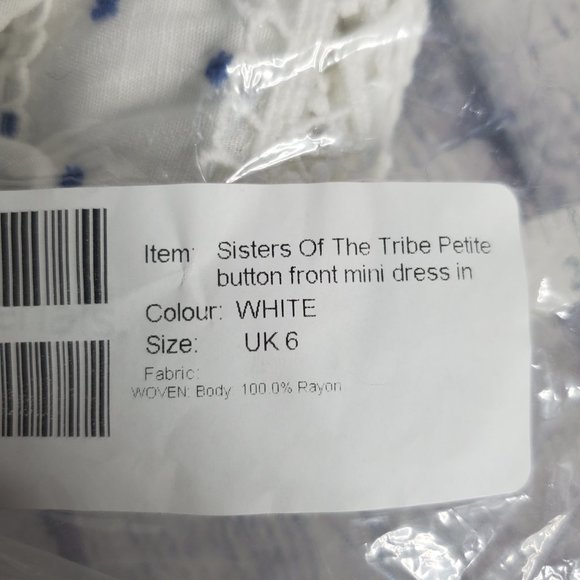 Item: Sisters Of The Tribe Petite
button front mini dress in
Colour: WHITE
Size: UK 6
Fabric:
WOVEN: Body: 100.0% Rayon